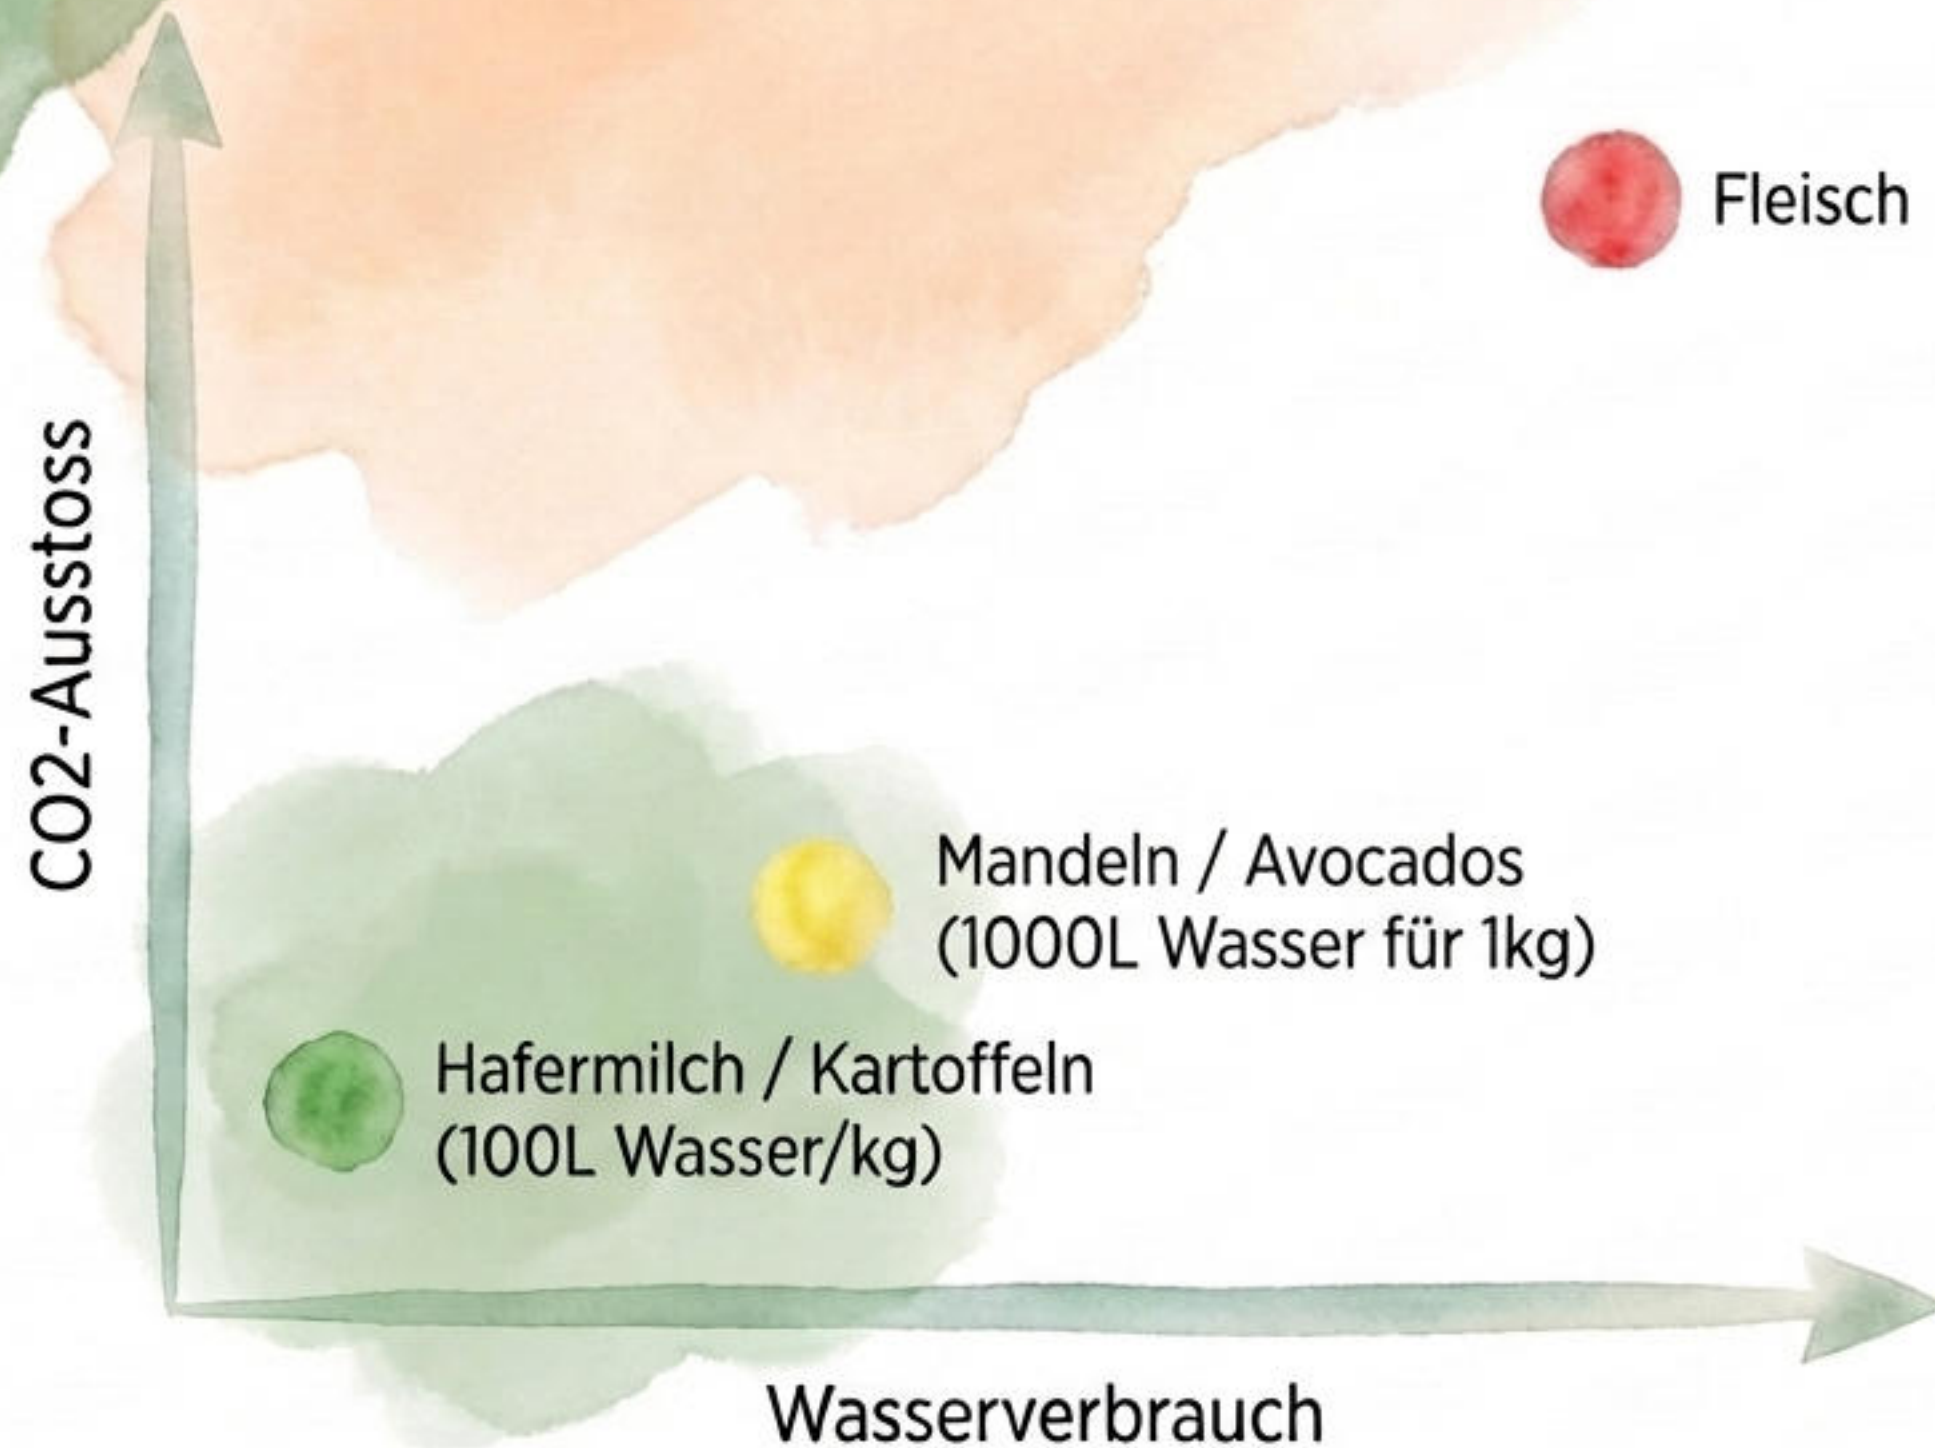 CO2-Ausstoss
Fleisch
Mandeln / Avocados
(1000L Wasser für 1kg)
Hafermilch / Kartoffeln
(100L Wasser/kg)
Wasserverbrauch